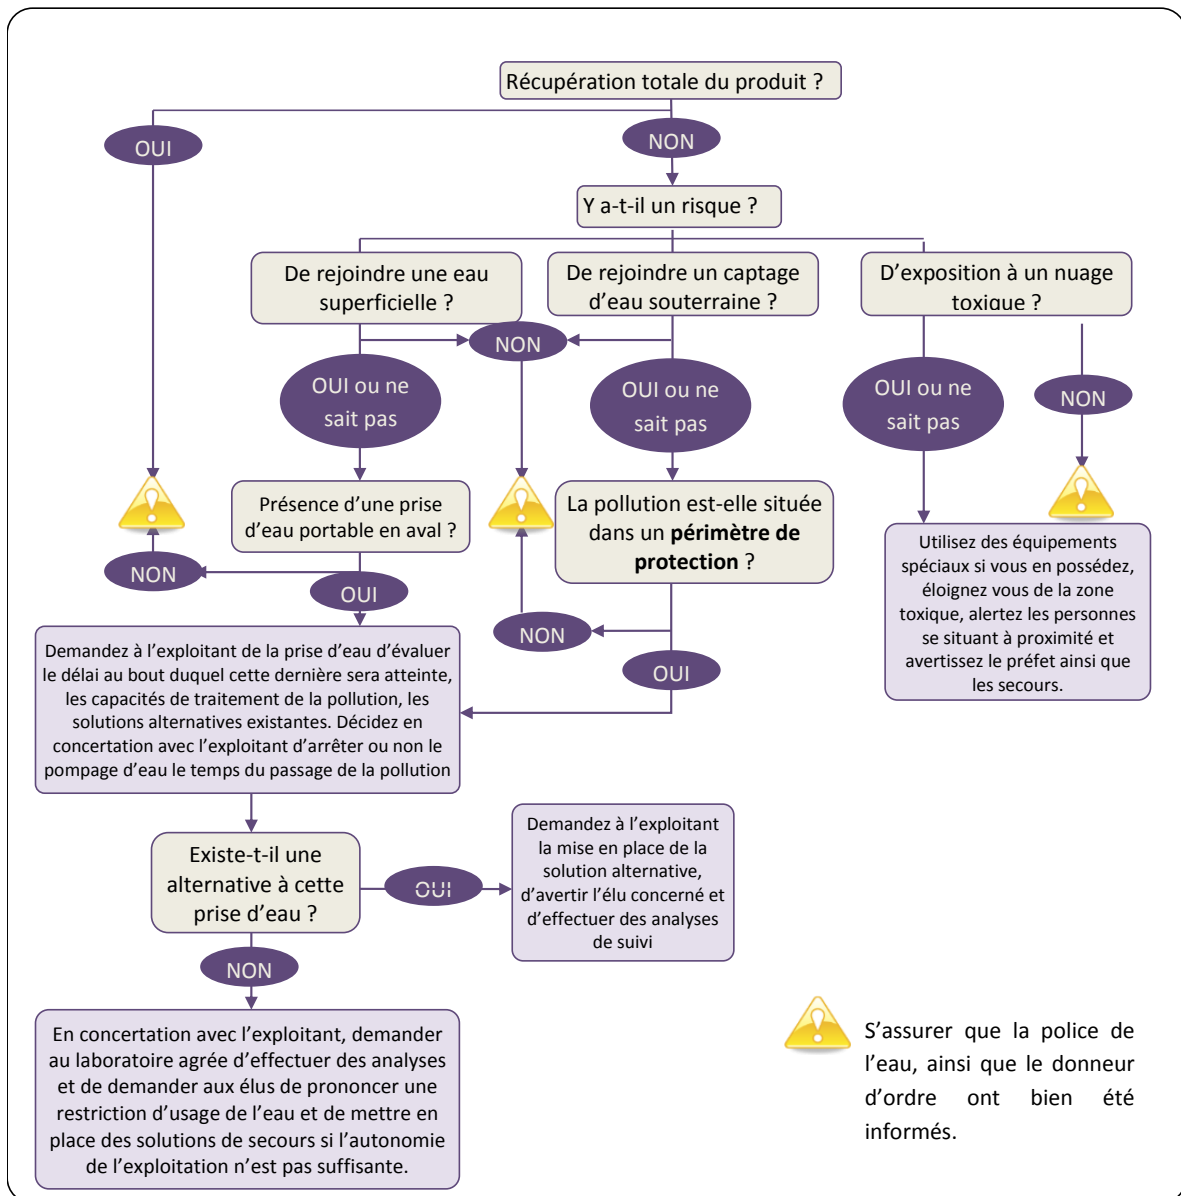 Récupération totale du produit ?
OUI
NON
Y a-t-il un risque ?
De rejoindre une eau
superficielle ?
De rejoindre un captage
d’eau souterraine ?
D’exposition à un nuage
toxique ?
NON
OUI ou ne
sait pas
OUI ou ne
sait pas
OUI ou ne
sait pas
NON
Présence d’une prise
d’eau portable en aval ?
La pollution est-elle située
dans un périmètre de
protection ?
Utilisez des équipements
spéciaux si vous en possédez,
éloignez vous de la zone
toxique, alertez les personnes
se situant à proximité et
avertissez le préfet ainsi que
les secours.
NON
OUI
NON
OUI
Demandez à l’exploitant de la prise d’eau d’évaluer
le délai au bout duquel cette dernière sera atteinte,
les capacités de traitement de la pollution, les
solutions alternatives existantes. Décidez en
concertation avec l’exploitant d’arrêter ou non le
pompage d’eau le temps du passage de la pollution
Existe-t-il une
alternative à cette
prise d’eau ?
OUI
Demandez à l’exploitant
la mise en place de la
solution alternative,
d’avertir l’élu concerné et
d’effectuer des analyses
de suivi
NON
En concertation avec l’exploitant, demander
au laboratoire agrée d’effectuer des analyses
et de demander aux élus de prononcer une
restriction d’usage de l’eau et de mettre en
place des solutions de secours si l’autonomie
de l’exploitation n’est pas suffisante.
S’assurer que la police de
l’eau, ainsi que le donneur
d’ordre ont bien été
informés.